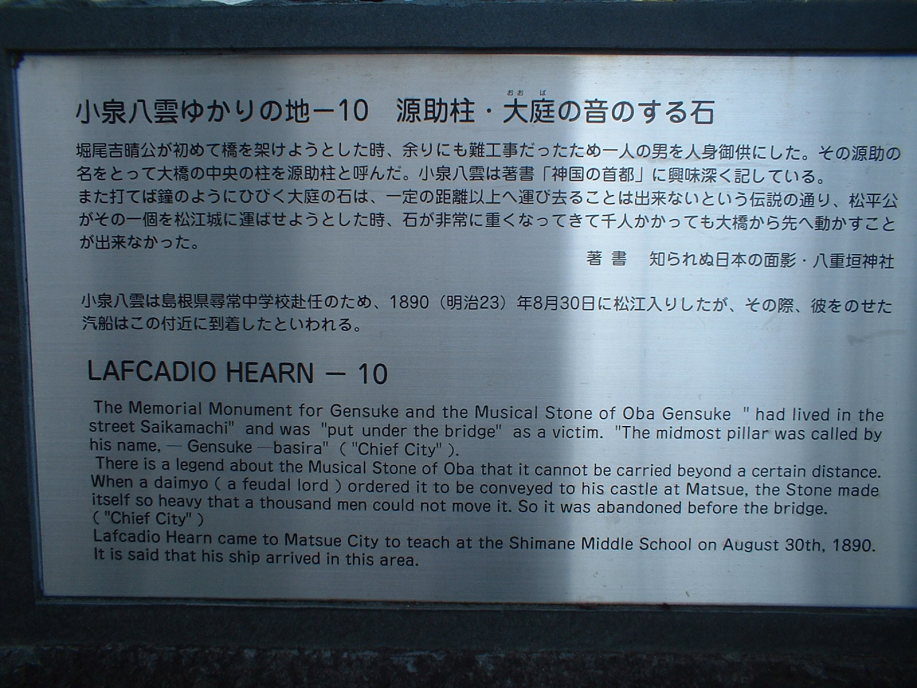 小泉八雲ゆかりの地－10　源助柱・大庭の音のする石
おおば
堀尾吉晴公が初めて橋を架けようとした時、余りにも難工事だったため一人の男を人身御供にした。その源助の
名をとって大橋の中央の柱を源助柱と呼んだ。小泉八雲は著書「神国の首都」に興味深く記している。
また打てば鐘のようにひびく大庭の石は、一定の距離以上へ運び去ることは出来ないという伝説の通り、松平公
がその一個を松江城に運ばせようとした時、石が非常に重くなってきて千人かかっても大橋から先へ動かすこと
が出来なかった。
著書　知られぬ日本の面影・八重垣神社
小泉八雲は島根県尋常中学校赴任のため、1890（明治23）年8月30日に松江入りしたが、その際、彼をのせた
汽船はこの付近に到着したといわれる。
LAFCADIO HEARN － 10
The Memorial Monument for Gensuke and the Musical Stone of Oba Gensuke " had lived in the
street Saikamachi" and was "put under the bridge" as a victim. "The midmost pillar was called by
his name, ― Gensuke ―basira" ( "Chief City" ).
There is a legend about the Musical Stone of Oba that it cannot be carried beyond a certain distance.
When a daimyo ( a feudal lord ) ordered it to be conveyed to his castle at Matsue, the Stone made
itself so heavy that a thousand men could not move it. So it was abandoned before the bridge.
( "Chief City" )
Lafcadio Hearn came to Matsue City to teach at the Shimane Middle School on August 30th, 1890.
It is said that his ship arrived in this area.